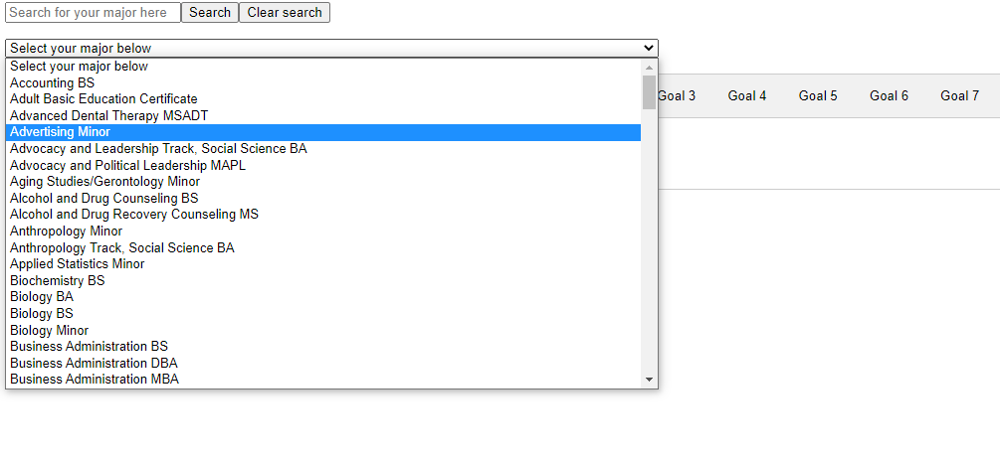 Search for your major here Search Clear search
Select your major below
Select your major below
Accounting BS
Goal 3 Goal 4 Goal 5 Goal 6 Goal 7
Adult Basic Education Certificate
Advanced Dental Therapy MSADT
Advertising Minor
Advocacy and Leadership Track, Social Science BA
Advocacy and Political Leadership MAPL
Aging Studies/Gerontology Minor
Alcohol and Drug Counseling BS
Alcohol and Drug Recovery Counseling MS
Anthropology Minor
Anthropology Track, Social Science BA
Applied Statistics Minor
Biochemistry BS
Biology BA
Biology BS
Biology Minor
Business Administration BS
Business Administration DBA
Business Administration MBA